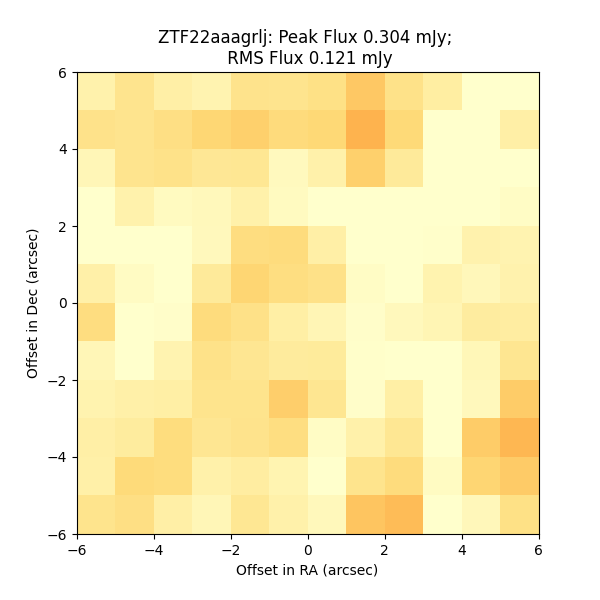 ZTF22aaagrlj: Peak Flux 0.304 mJy;
RMS Flux 0.121 mJy
6
4
2
0
−2
−4
−6
Offset in Dec (arcsec)
−6 −4 −2 0 2 4 6
Offset in RA (arcsec)